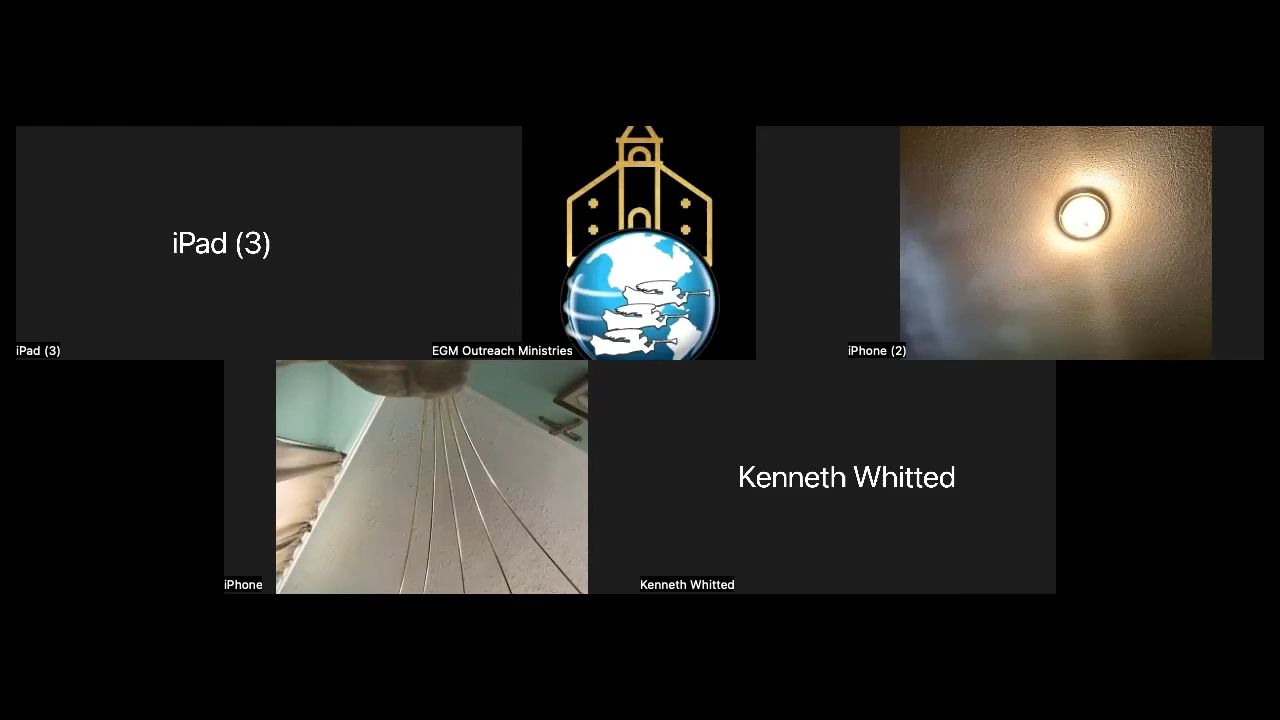 iPad (3)
iPad (3)
EGM Outreach Ministries
iPhone (2)
iPhone
Kenneth Whitted
Kenneth Whitted